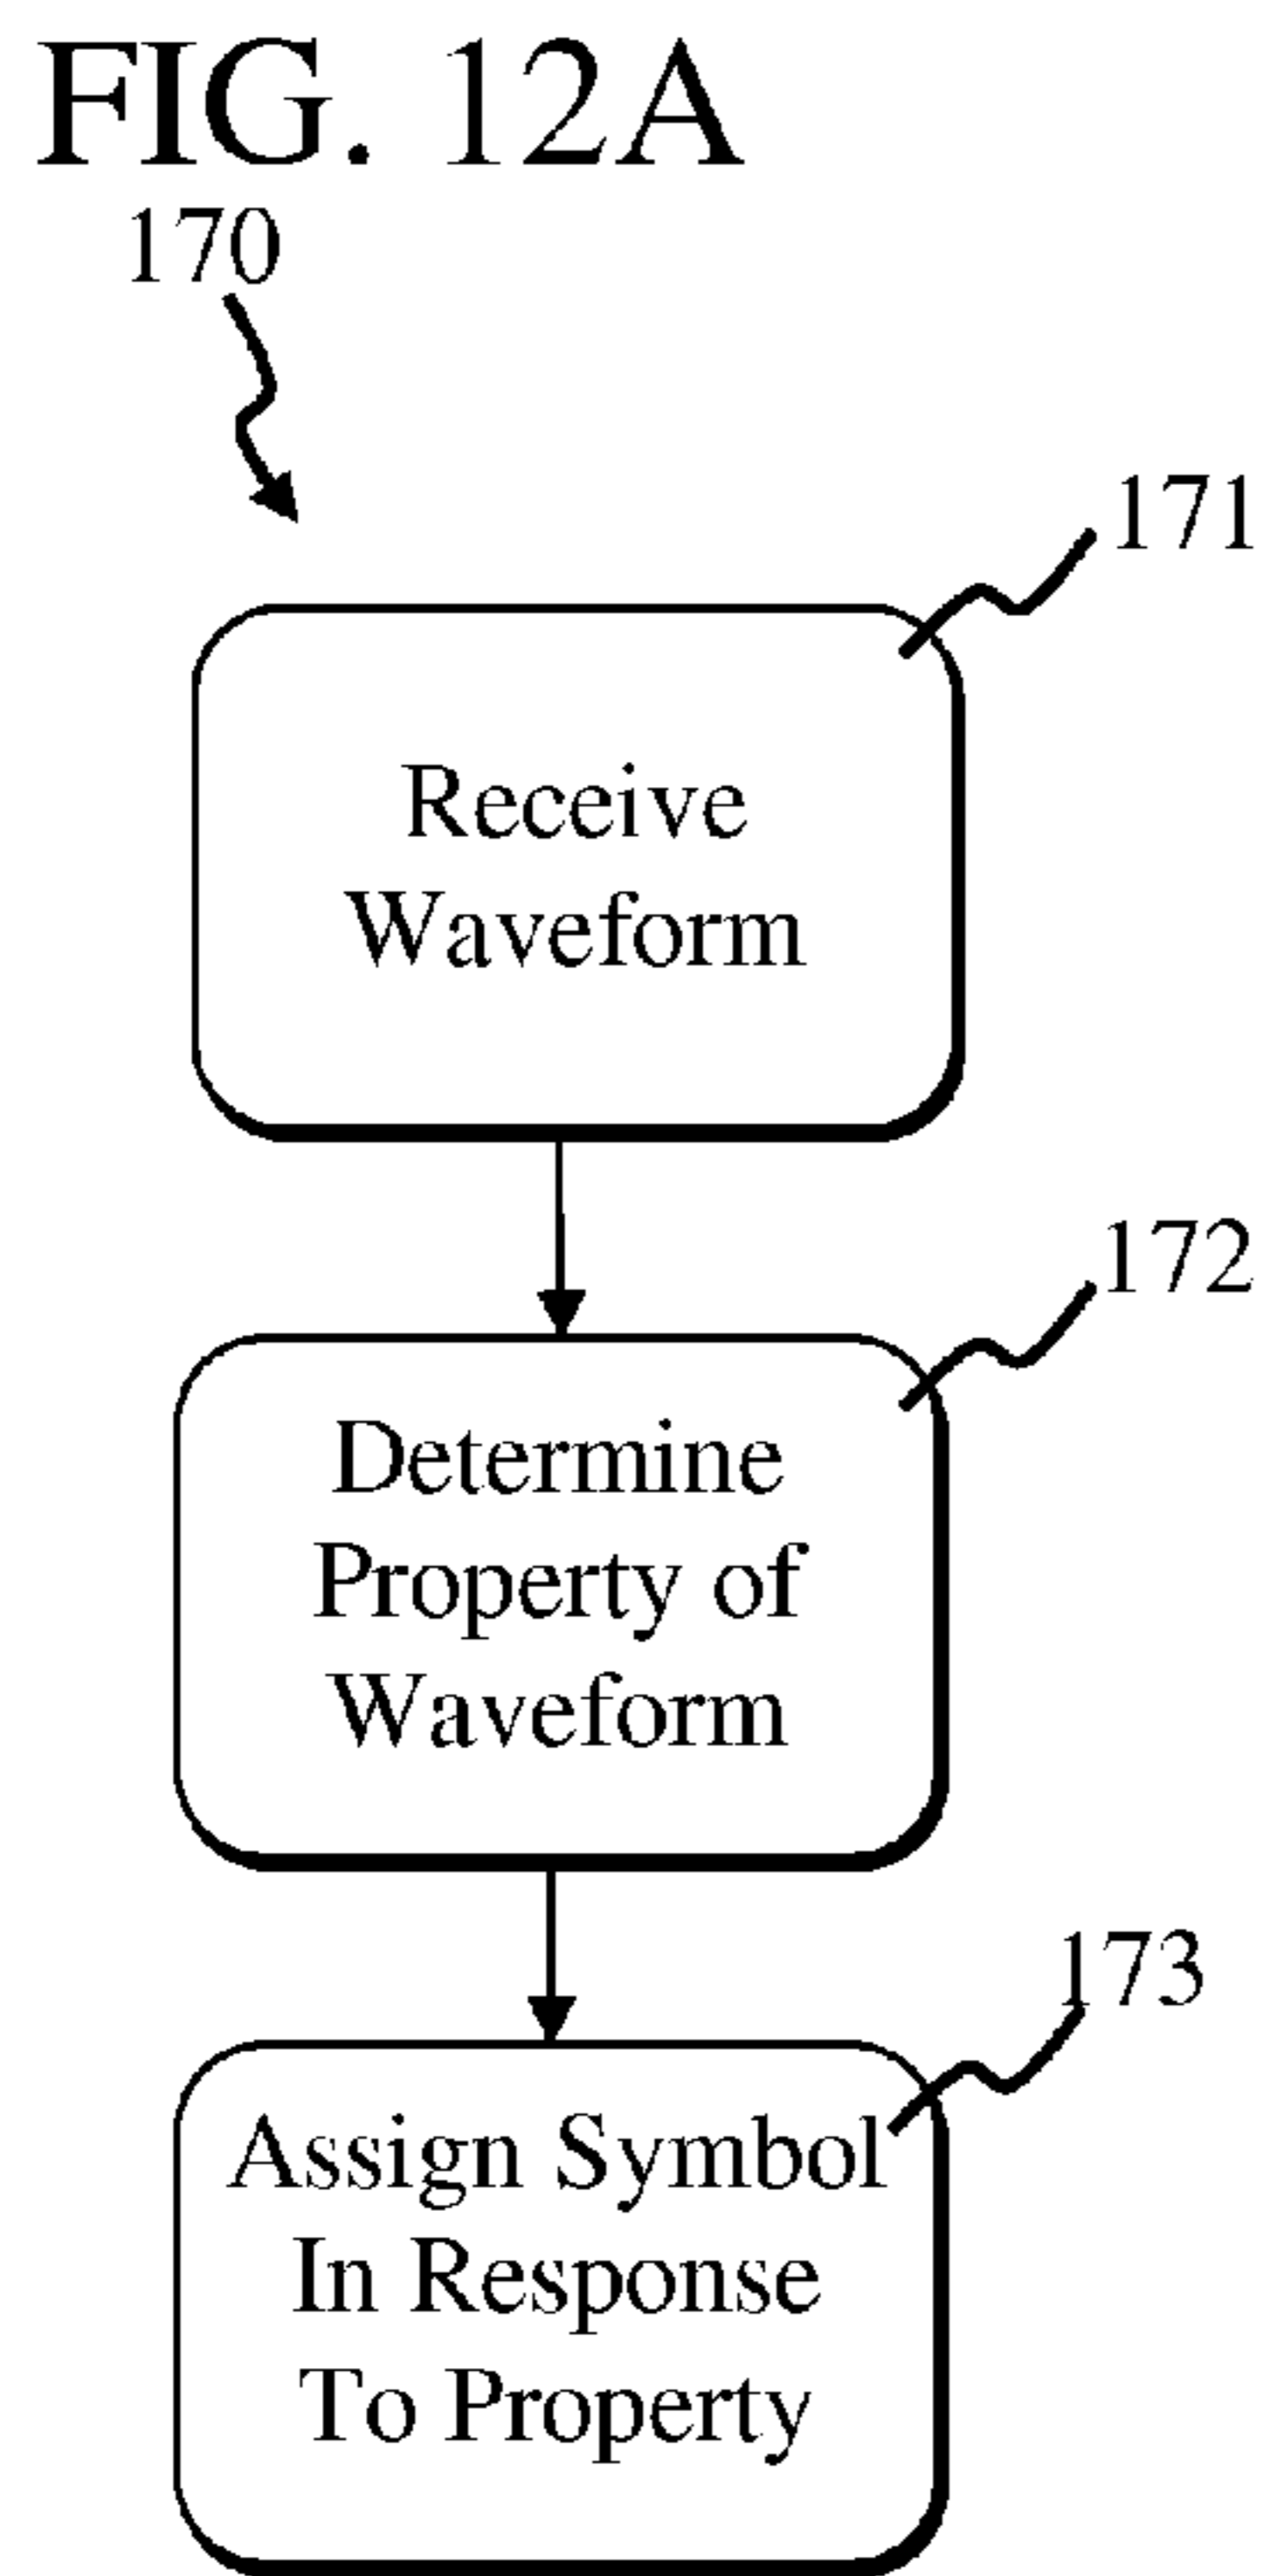 FIG. 12A
170
171
Receive
Waveform
172
Determine
Property of
Waveform
173
Assign Symbol
In Response
To Property